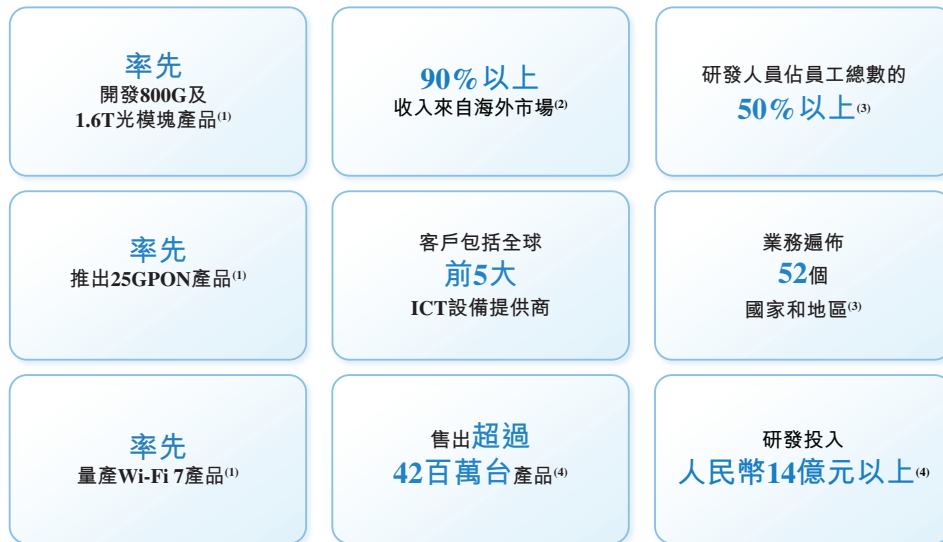 率先
開發800G及
1.6T光模塊產品(1)
90%以上
收入來自海外市場(2)
研發人員佔員工總數的
50%以上(3)
率先
推出25GPON產品(1)
客戶包括全球
前5大
ICT設備提供商
業務遍佈
52個
國家和地區(3)
率先
量產Wi-Fi 7產品(1)
售出超過
42百萬台產品(4)
研發投入
人民幣14億元以上(4)